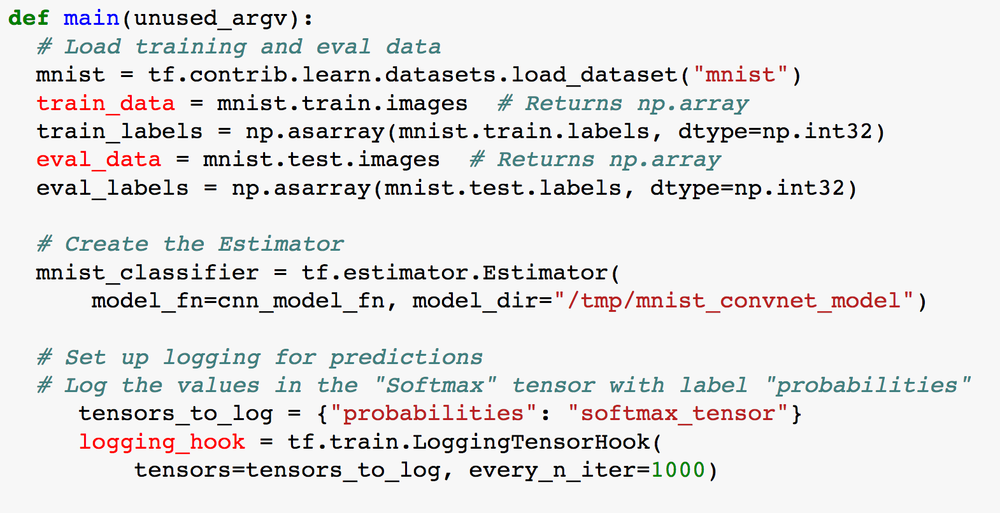 def main(unused_argv):
  # Load training and eval data
  mnist = tf.contrib.learn.datasets.load_dataset("mnist")
  train_data = mnist.train.images  # Returns np.array
  train_labels = np.asarray(mnist.train.labels, dtype=np.int32)
  eval_data = mnist.test.images  # Returns np.array
  eval_labels = np.asarray(mnist.test.labels, dtype=np.int32)

  # Create the Estimator
  mnist_classifier = tf.estimator.Estimator(
      model_fn=cnn_model_fn, model_dir="/tmp/mnist_convnet_model")

  # Set up logging for predictions
  # Log the values in the "Softmax" tensor with label "probabilities"
     tensors_to_log = {"probabilities": "softmax_tensor"}
     logging_hook = tf.train.LoggingTensorHook(
         tensors=tensors_to_log, every_n_iter=1000)